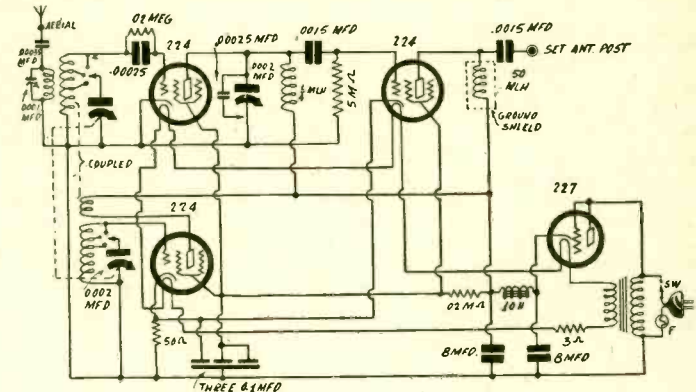 AERIAL
.00035
MFD
.0001
MFD
.02 MEG
.00025
224
.00025 MFD
.0002
MFD
.0015 MFD
MLH
5 MΩ
224
.0015 MFD
SET ANT. POST
50
MLH
GROUND
SHIELD
COUPLED
224
.0002
MFD
50Ω
THREE 0.1 MFD
227
.02 MΩ
10 H
8 MFD.
8 MFD
3Ω
SW
F